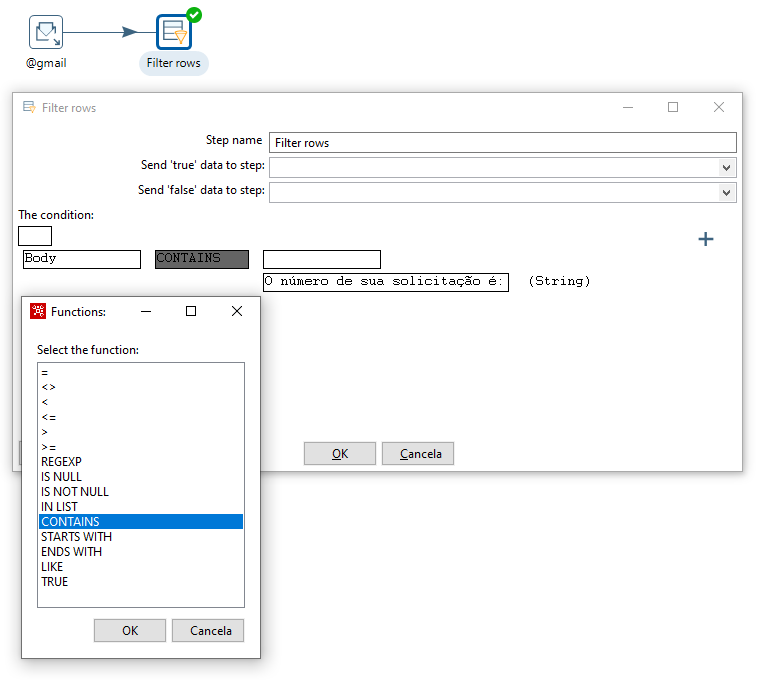 @gmail
Filter rows
Filter rows
Step name
Filter rows
Send 'true' data to step:
Send 'false' data to step:
The condition:
Body
CONTAINS
O número de sua solicitação é:
(String)
OK
Cancela
Functions:
Select the function:
=
<>
<
<=
>
>=
REGEXP
IS NULL
IS NOT NULL
IN LIST
CONTAINS
STARTS WITH
ENDS WITH
LIKE
TRUE
OK
Cancela